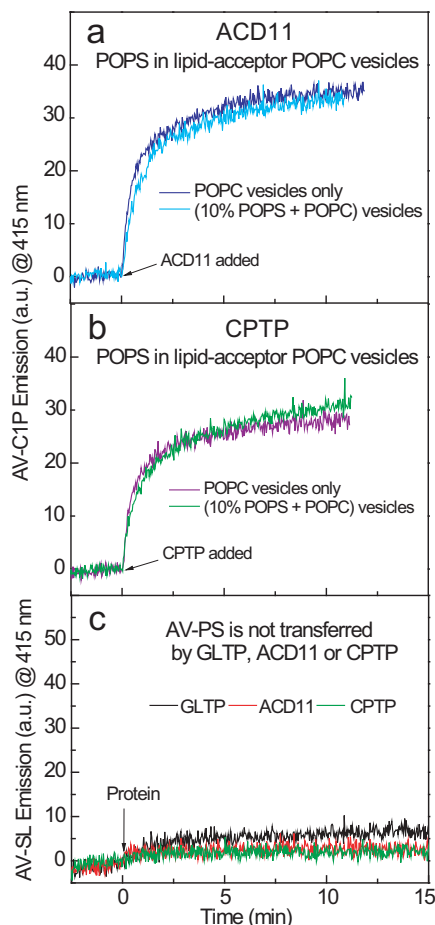 a ACD11
POPS in lipid-acceptor POPC vesicles
40
30
20
10
0
POPC vesicles only
(10% POPS + POPC) vesicles
ACD11 added
AV-C1P Emission (a.u.) @ 415 nm
b CPTP
POPS in lipid-acceptor POPC vesicles
40
30
20
10
0
POPC vesicles only
(10% POPS + POPC) vesicles
CPTP added
c AV-PS is not transferred
by GLTP, ACD11 or CPTP
50
40
30
20
10
0
GLTP ACD11 CPTP
Protein
AV-SL Emission (a.u.) @ 415 nm
0 5 10 15
Time (min)